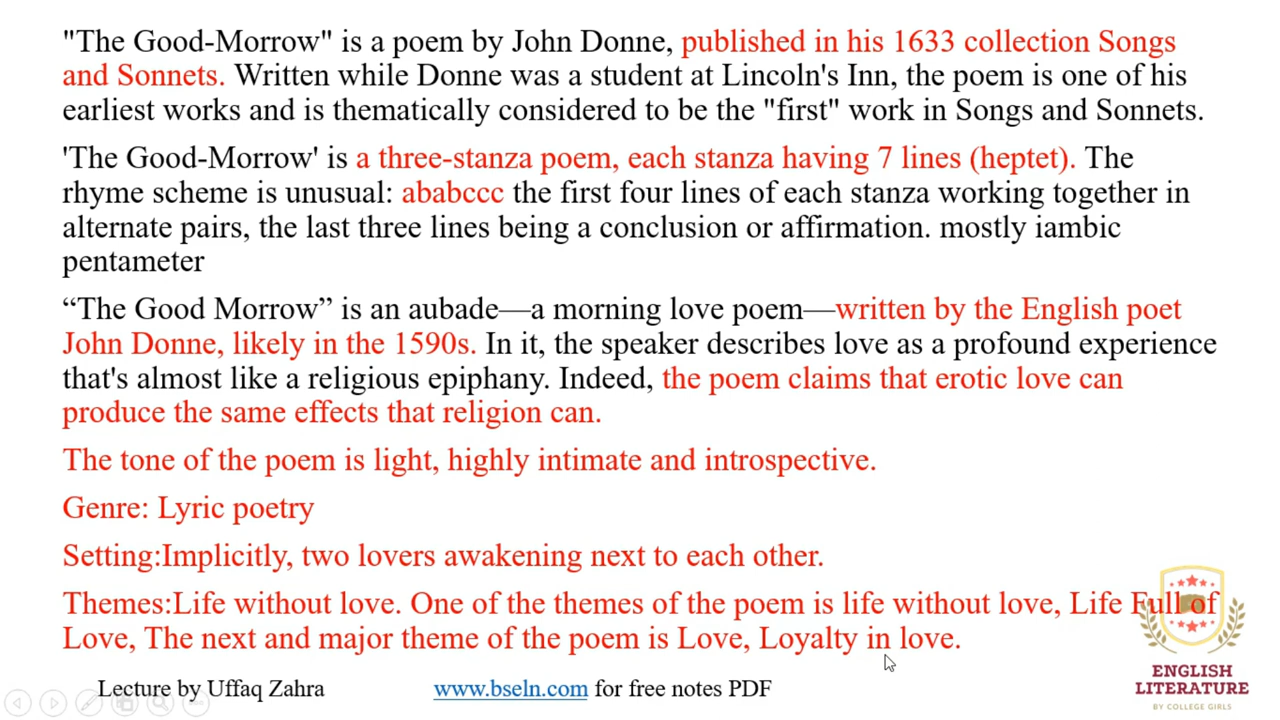 "The Good-Morrow" is a poem by John Donne, published in his 1633 collection Songs
and Sonnets. Written while Donne was a student at Lincoln's Inn, the poem is one of his
earliest works and is thematically considered to be the "first" work in Songs and Sonnets.
'The Good-Morrow' is a three-stanza poem, each stanza having 7 lines (heptet). The
rhyme scheme is unusual: ababccc the first four lines of each stanza working together in
alternate pairs, the last three lines being a conclusion or affirmation. mostly iambic
pentameter
“The Good Morrow” is an aubade—a morning love poem—written by the English poet
John Donne, likely in the 1590s. In it, the speaker describes love as a profound experience
that's almost like a religious epiphany. Indeed, the poem claims that erotic love can
produce the same effects that religion can.
The tone of the poem is light, highly intimate and introspective.
Genre: Lyric poetry
Setting:Implicitly, two lovers awakening next to each other.
Themes:Life without love. One of the themes of the poem is life without love, Life Full of
Love, The next and major theme of the poem is Love, Loyalty in love.
Lecture by Uffaq Zahra
www.bseln.com for free notes PDF
ENGLISH
LITERATURE
BY COLLEGE GIRLS